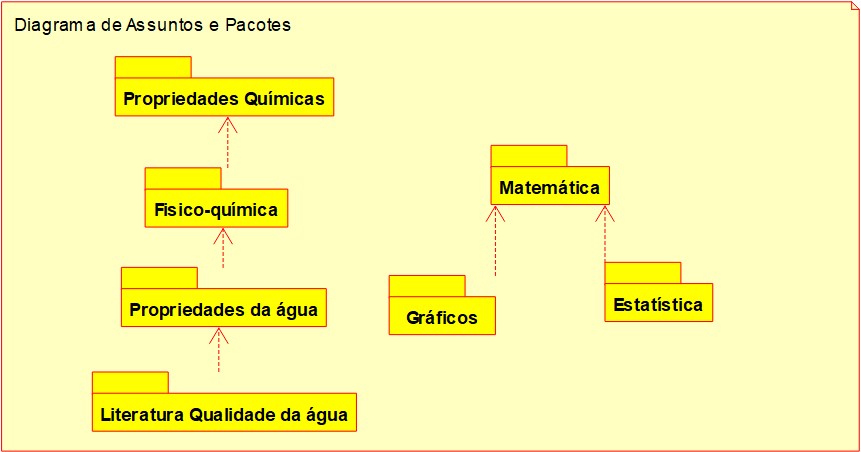 Diagrama de Assuntos e Pacotes
Propriedades Químicas
Matemática
Fisico-química
Propriedades da água
Gráficos
Estatística
Literatura Qualidade da água